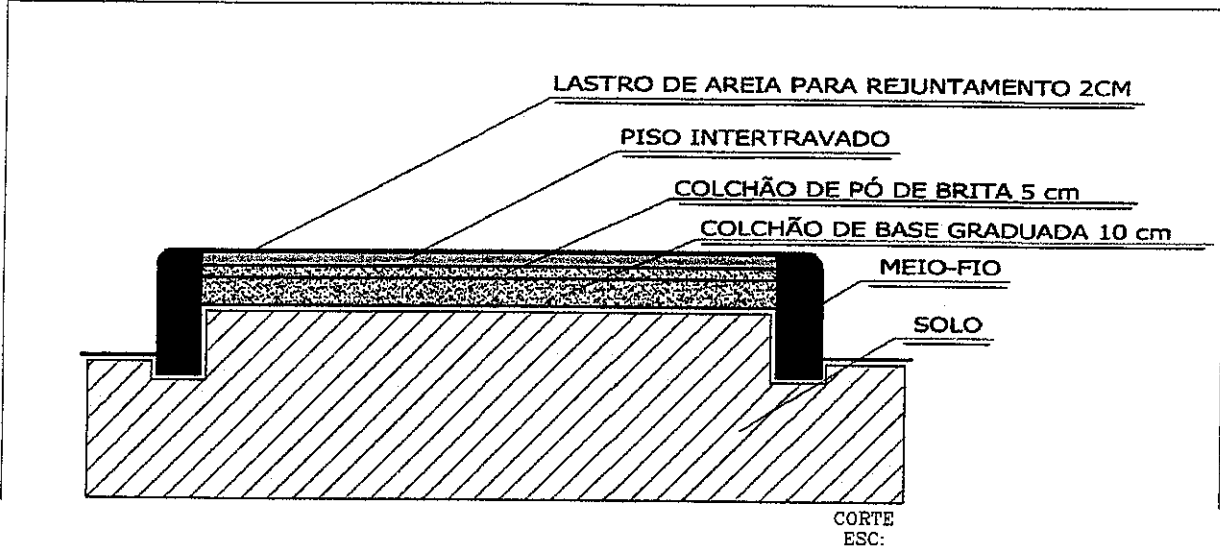 LASTRO DE AREIA PARA REJUNTAMENTO 2CM
PISO INTERTRAVADO
COLCHÃO DE PÓ DE BRITA 5 cm
COLCHÃO DE BASE GRADUADA 10 cm
MEIO-FIO
SOLO
CORTE
ESC: